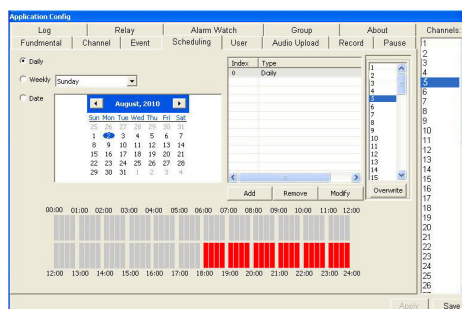 Application Config
Log Relay Alarm Watch Group About
Fundmental Channel Event Scheduling User Audio Upload Record Pause
Channels:
Daily
Weekly Sunday
Date
August, 2010
Sun Mon Tue Wed Thu Fri Sat
25 26 27 28 29 30 31
1 2 3 4 5 6 7
8 9 10 11 12 13 14
15 16 17 18 19 20 21
22 23 24 25 26 27 28
29 30 31 1 2 3 4
Index Type
0 Daily
Add Remove Modify
1
2
3
4
5
6
7
8
9
10
11
12
13
14
15
Overwrite
00:00 01:00 02:00 03:00 04:00 05:00 06:00 07:00 08:00 09:00 10:00 11:00 12:00
12:00 13:00 14:00 15:00 16:00 17:00 18:00 19:00 20:00 21:00 22:00 23:00 24:00
1
2
3
4
5
6
7
8
9
10
11
12
13
14
15
16
17
18
19
20
21
22
23
24
25
26
Apply Save